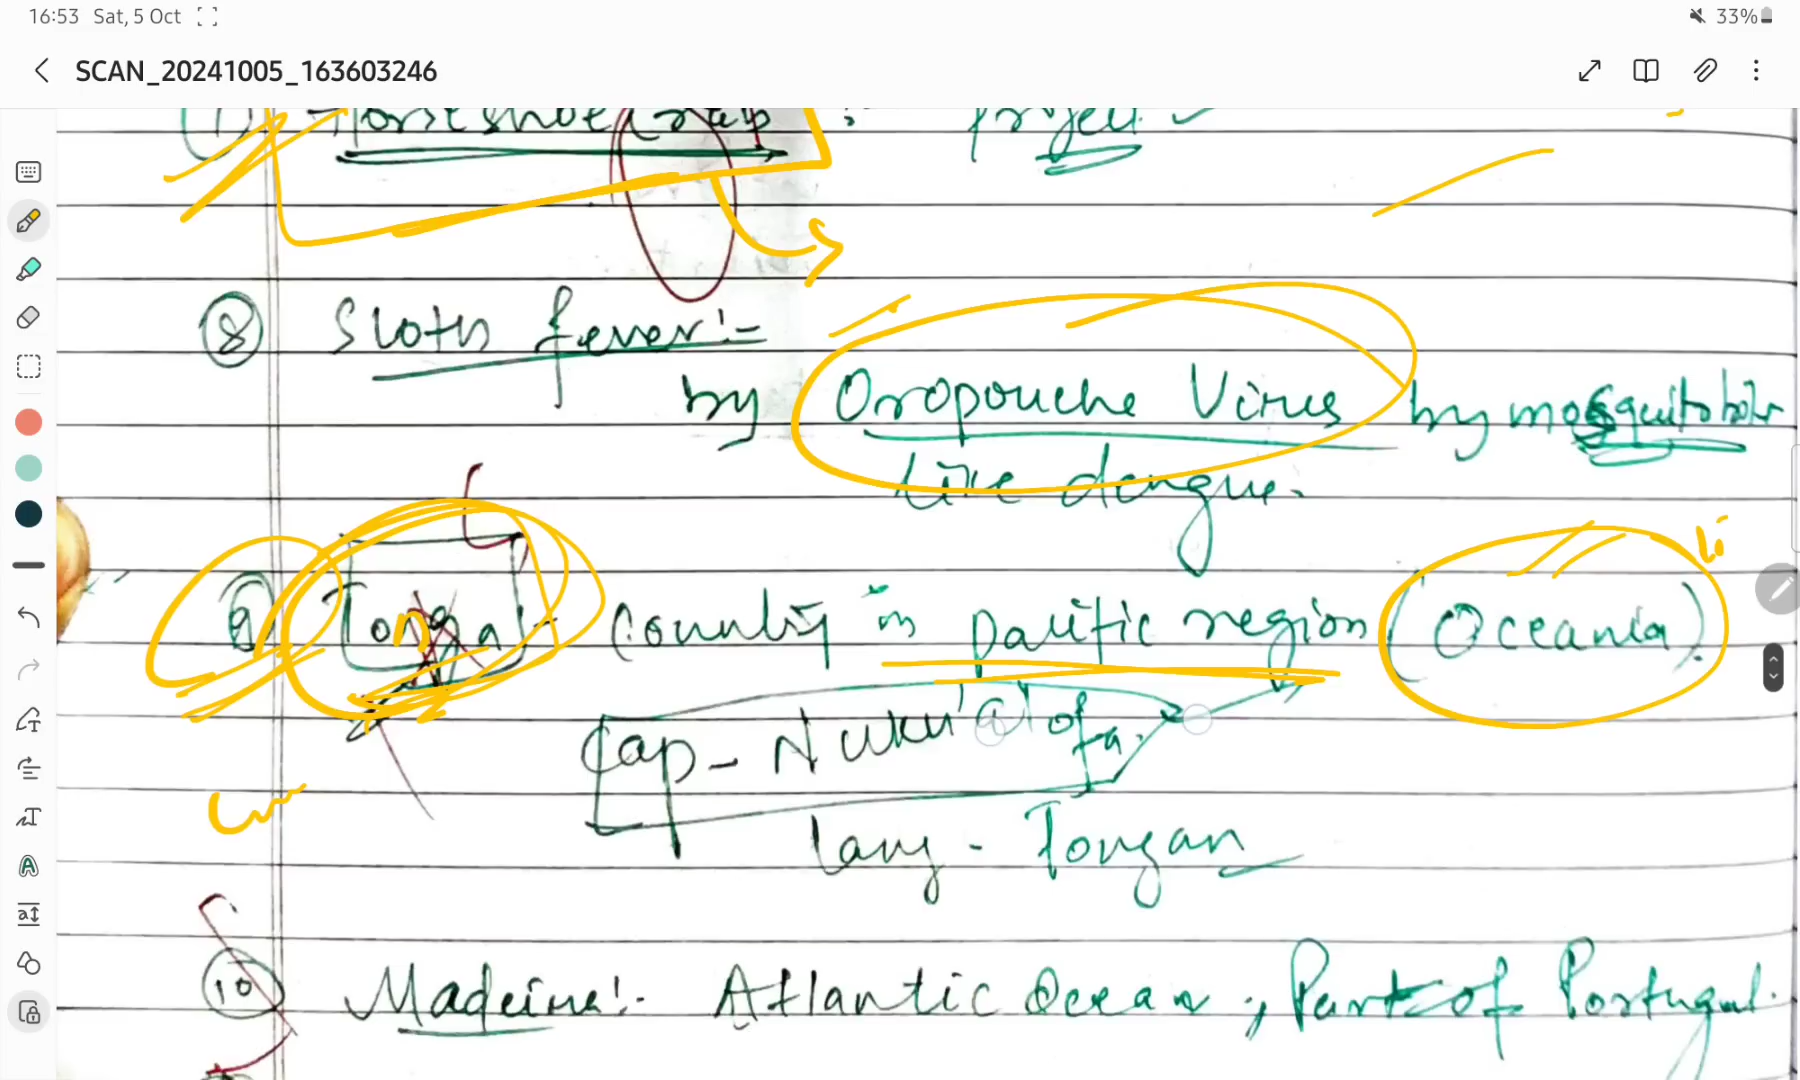 16:53 Sat, 5 Oct 33%
SCAN_20241005_163603246
Horseshoe Crab : Project
⑧ Sloth fever:-
by Oropouche Virus by mosquito bite
like dengue.
⑨ Tonga - Country in pacific region (Oceania).
Cap - Nuku'alofa.
lang - Tongan
⑩ Madeira:- Atlantic Ocean ; Part of Portugal.